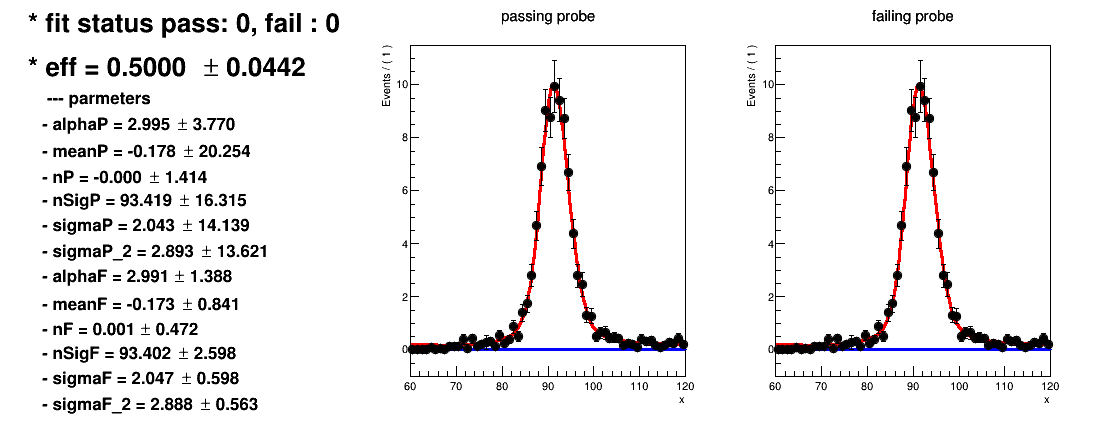 * fit status pass: 0, fail : 0
* eff = 0.5000 ± 0.0442
--- parmeters
- alphaP = 2.995 ± 3.770
- meanP = -0.178 ± 20.254
- nP = -0.000 ± 1.414
- nSigP = 93.419 ± 16.315
- sigmaP = 2.043 ± 14.139
- sigmaP_2 = 2.893 ± 13.621
- alphaF = 2.991 ± 1.388
- meanF = -0.173 ± 0.841
- nF = 0.001 ± 0.472
- nSigF = 93.402 ± 2.598
- sigmaF = 2.047 ± 0.598
- sigmaF_2 = 2.888 ± 0.563
passing probe
Events / ( 1 )
10
8
6
4
2
0
60 70 80 90 100 110 120
x
failing probe
Events / ( 1 )
10
8
6
4
2
0
60 70 80 90 100 110 120
x